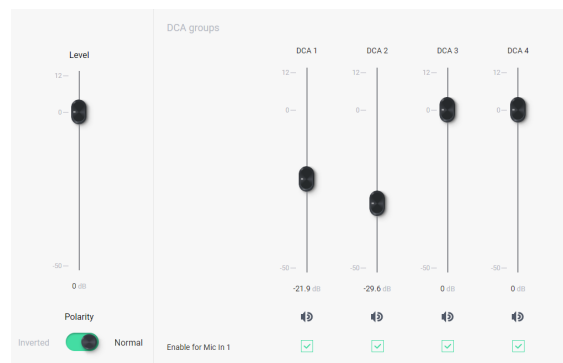 DCA groups
Level
DCA 1
DCA 2
DCA 3
DCA 4
12
12
12
12
12
0
0
0
0
0
-50
-50
-50
-50
-50
0 dB
-21.9 dB
-29.6 dB
0 dB
0 dB
Polarity
Inverted
Normal
Enable for Mic In 1